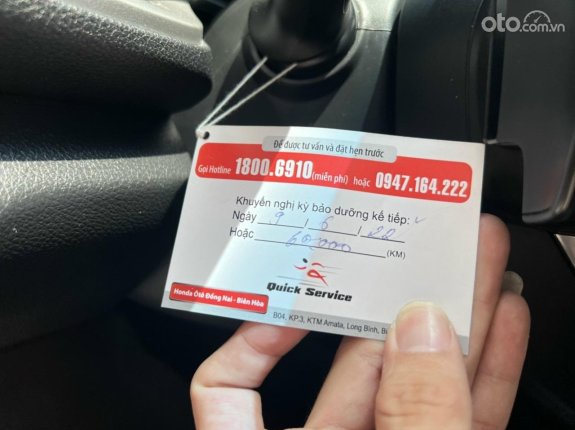 oto.com.vn
Để được tư vấn và đặt hẹn trước
Gọi Hotline 1800.6910 (miễn phí) hoặc 0947.164.222
Khuyến nghị kỳ bảo dưỡng kế tiếp:
Ngày 9 / 6 / 22
Hoặc 60.000 (KM)
Quick Service
Honda Ôtô Đồng Nai - Biên Hòa
B04, KP.3, KTM Amata, Long Bình,